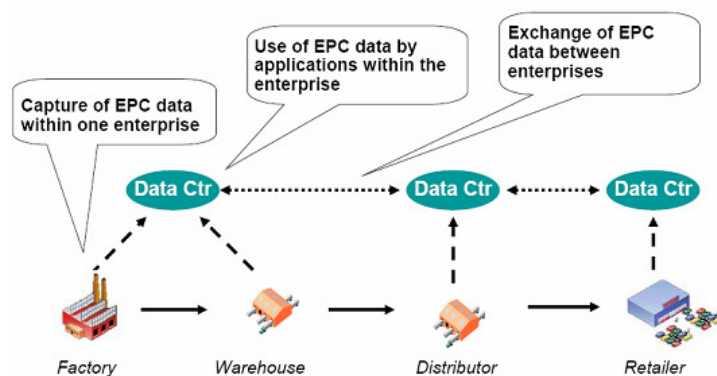 Capture of EPC data
within one enterprise
Use of EPC data by
applications within the
enterprise
Exchange of EPC
data between
enterprises
Data Ctr
Data Ctr
Data Ctr
Factory
Warehouse
Distributor
Retailer